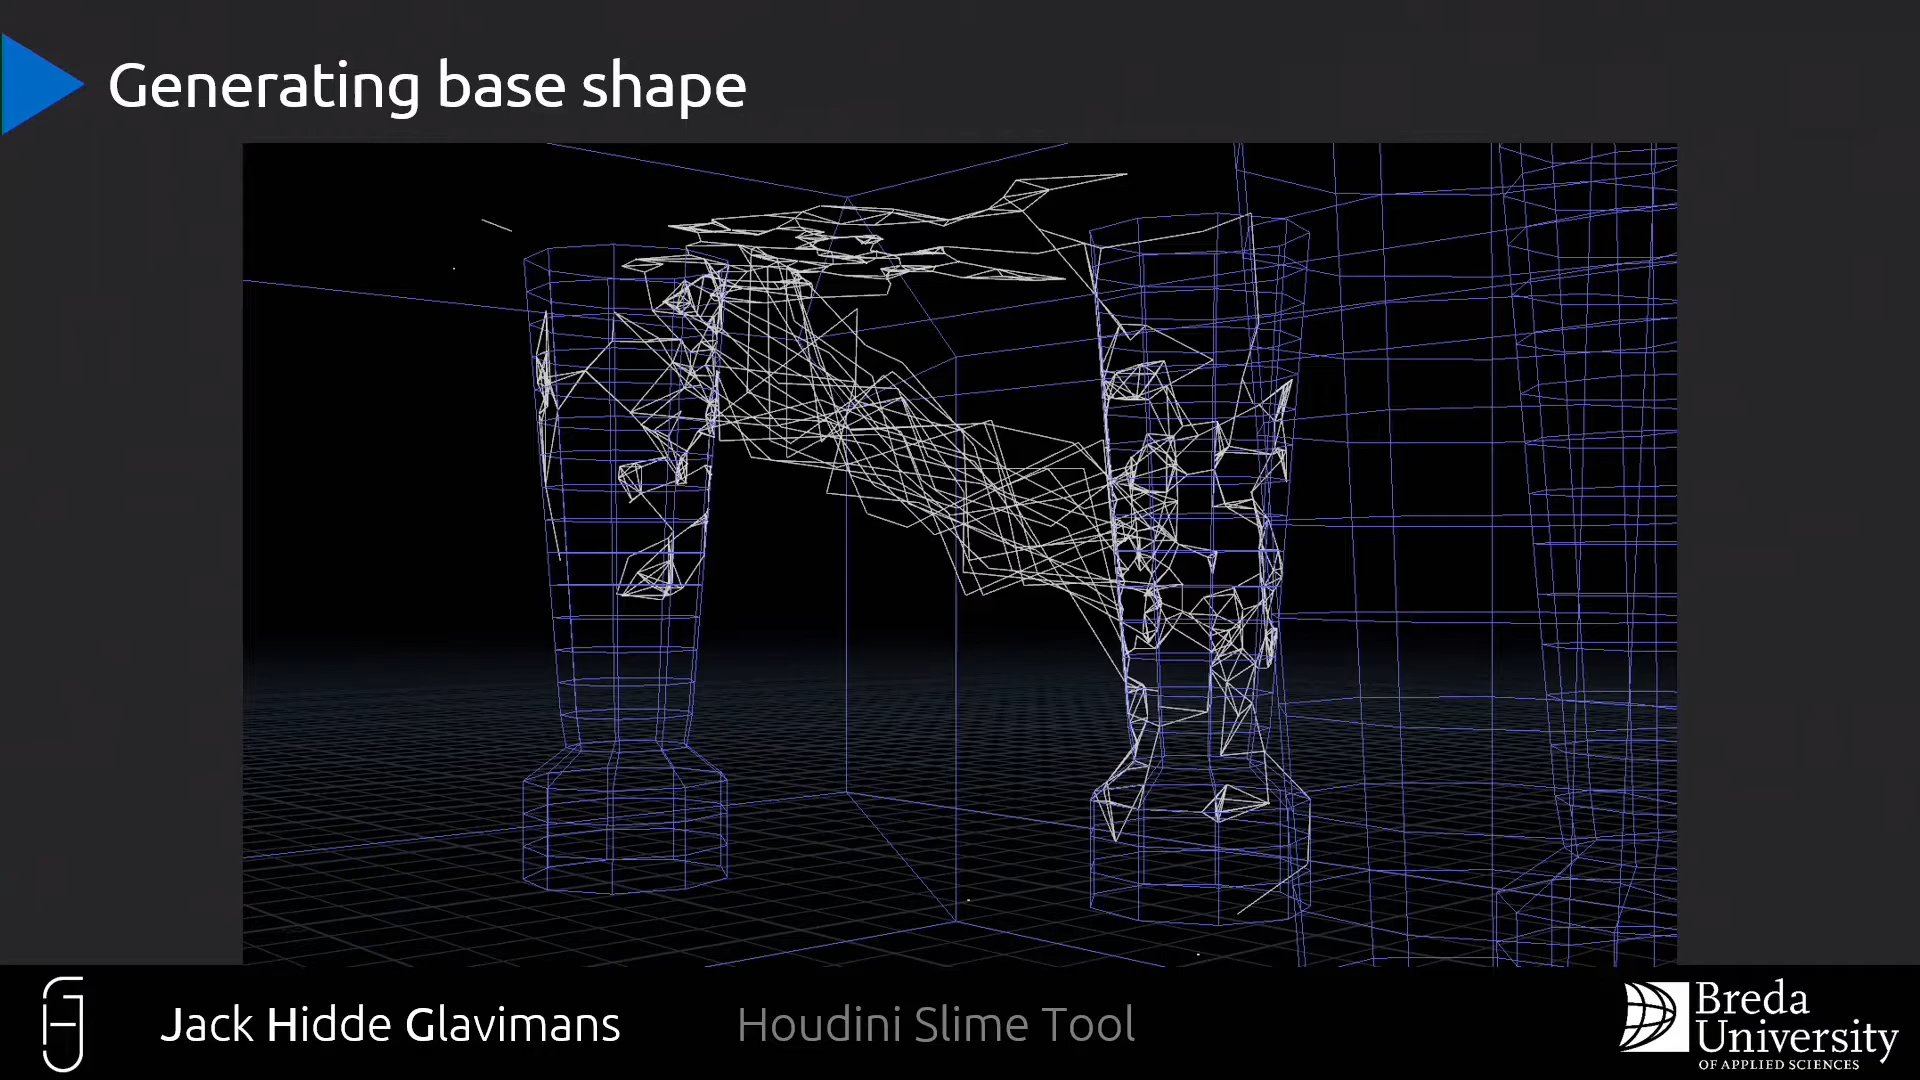 Generating base shape
Jack Hidde Glavimans
Houdini Slime Tool
Breda
University
OF APPLIED SCIENCES